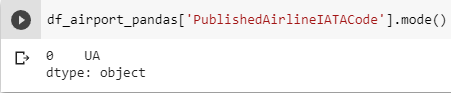 df_airport_pandas['PublishedAirlineIATACode'].mode()
0    UA
dtype: object